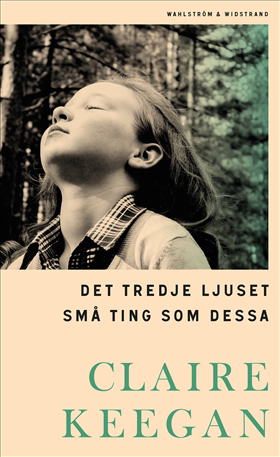 WAHLSTRÖM & WIDSTRAND
DET TREDJE LJUSET
SMÅ TING SOM DESSA
CLAIRE
KEEGAN